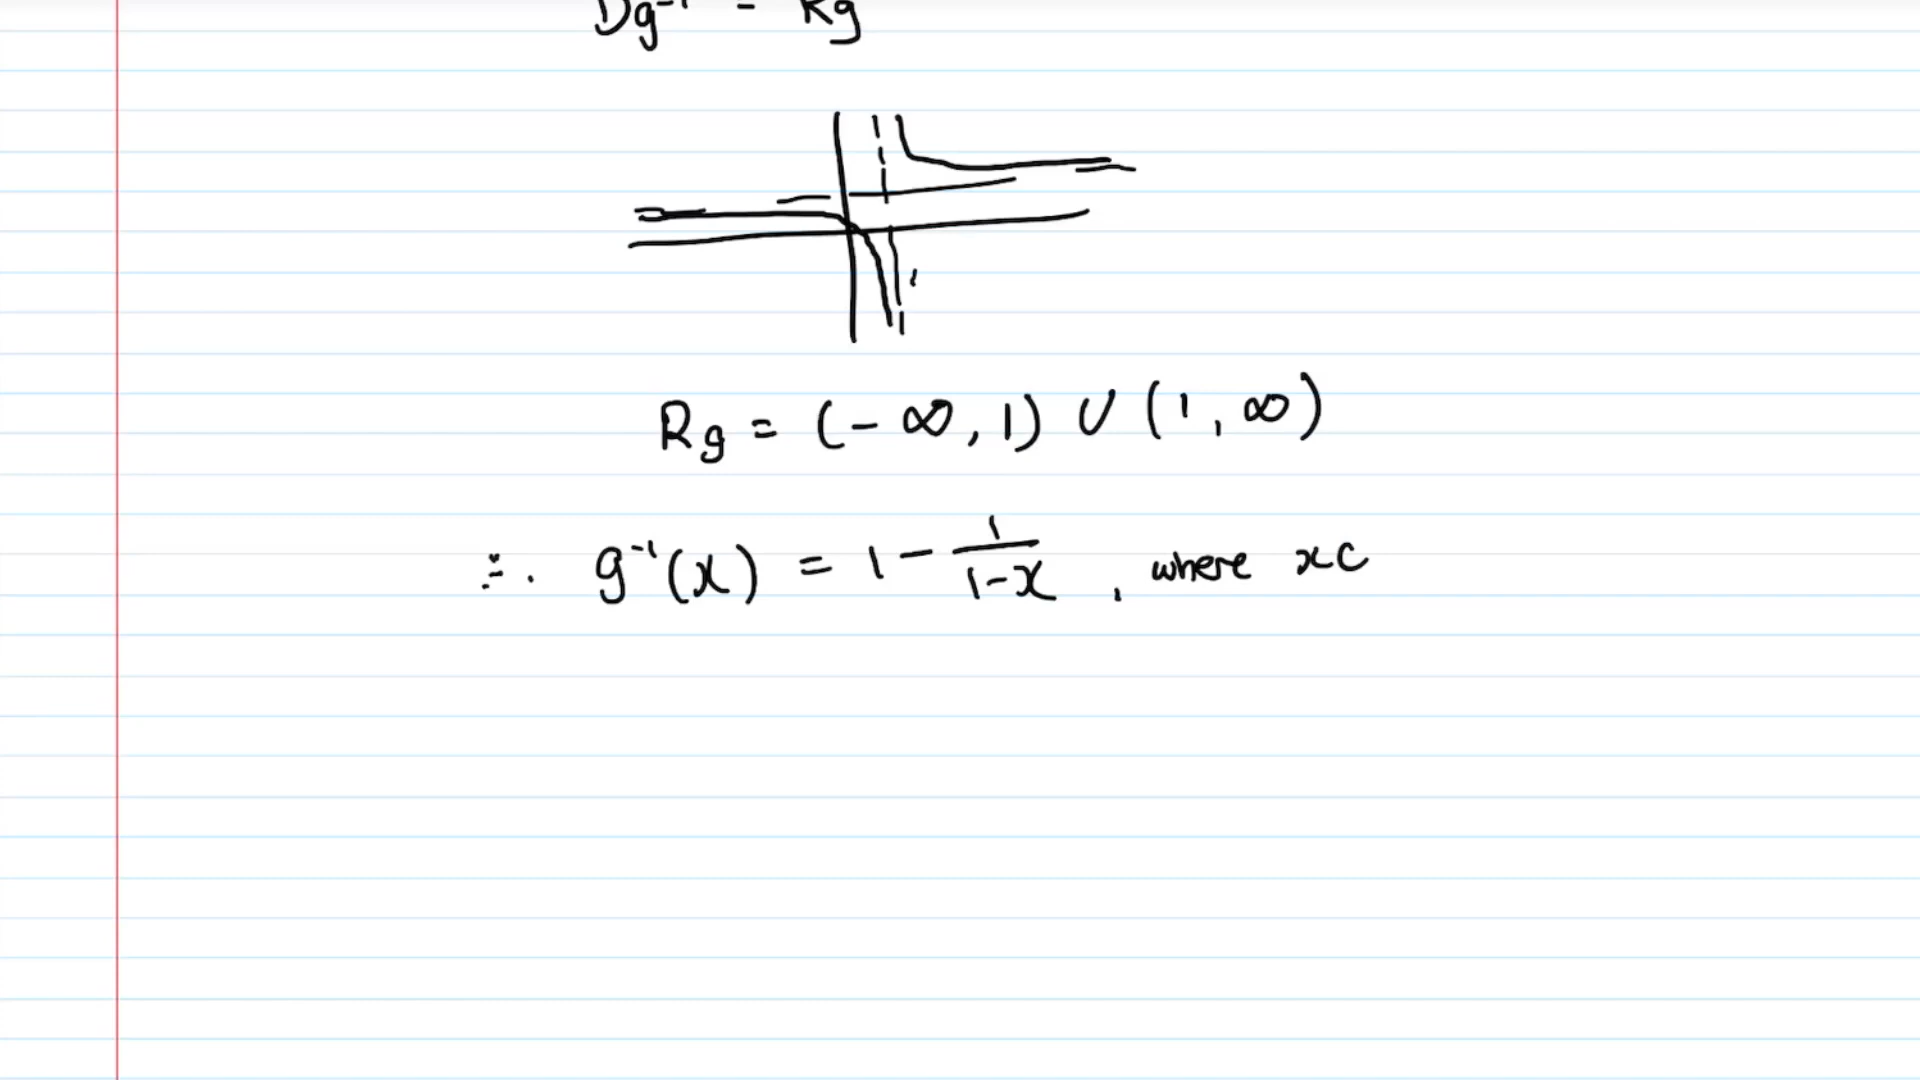 Dg⁻¹ = Rg
Rg = (-∞, 1) ∪ (1, ∞)
∴ g⁻¹(x) = 1 - 1/(1-x), where x<